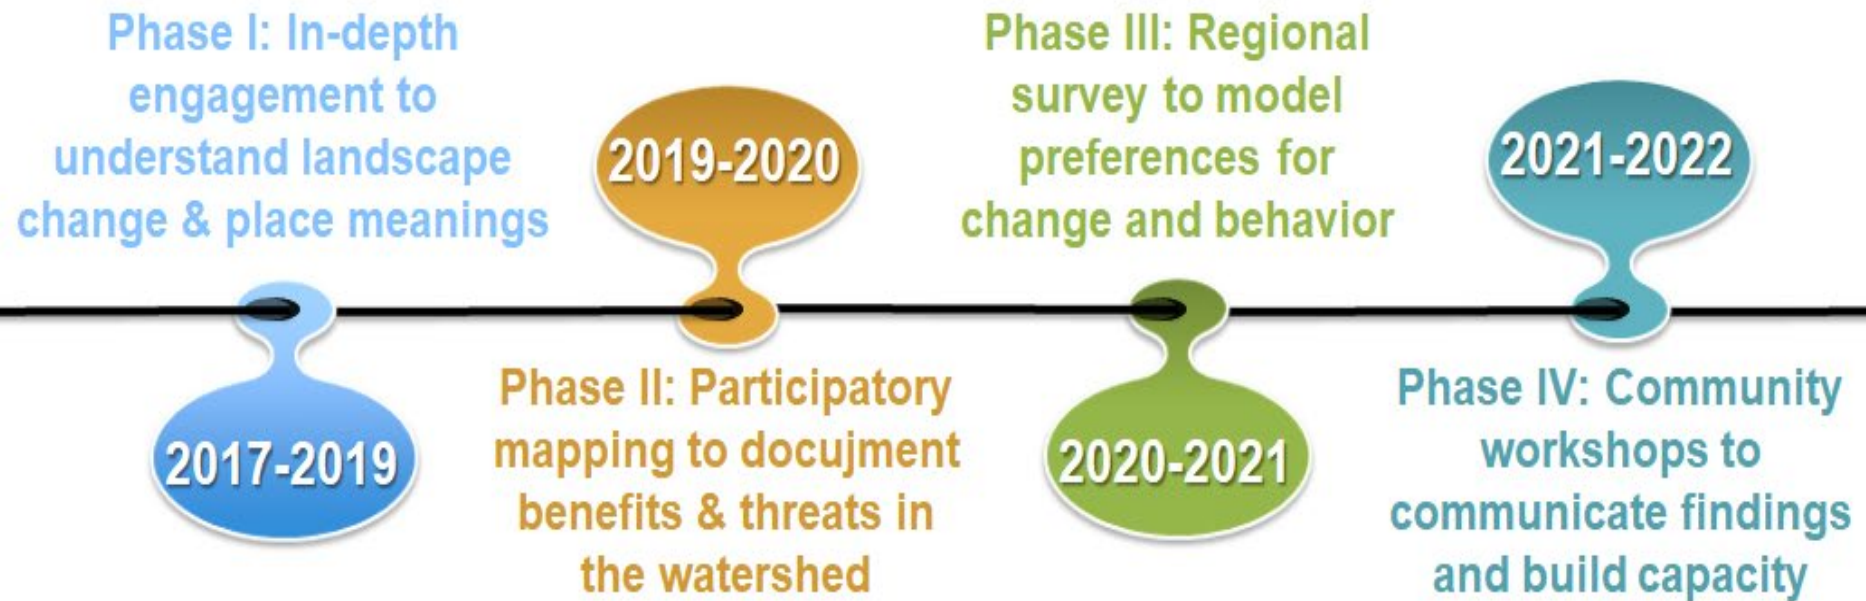 Phase I: In-depth
engagement to
understand landscape
change & place meanings
2017-2019
2019-2020
Phase II: Participatory
mapping to docujment
benefits & threats in
the watershed
Phase III: Regional
survey to model
preferences for
change and behavior
2020-2021
2021-2022
Phase IV: Community
workshops to
communicate findings
and build capacity